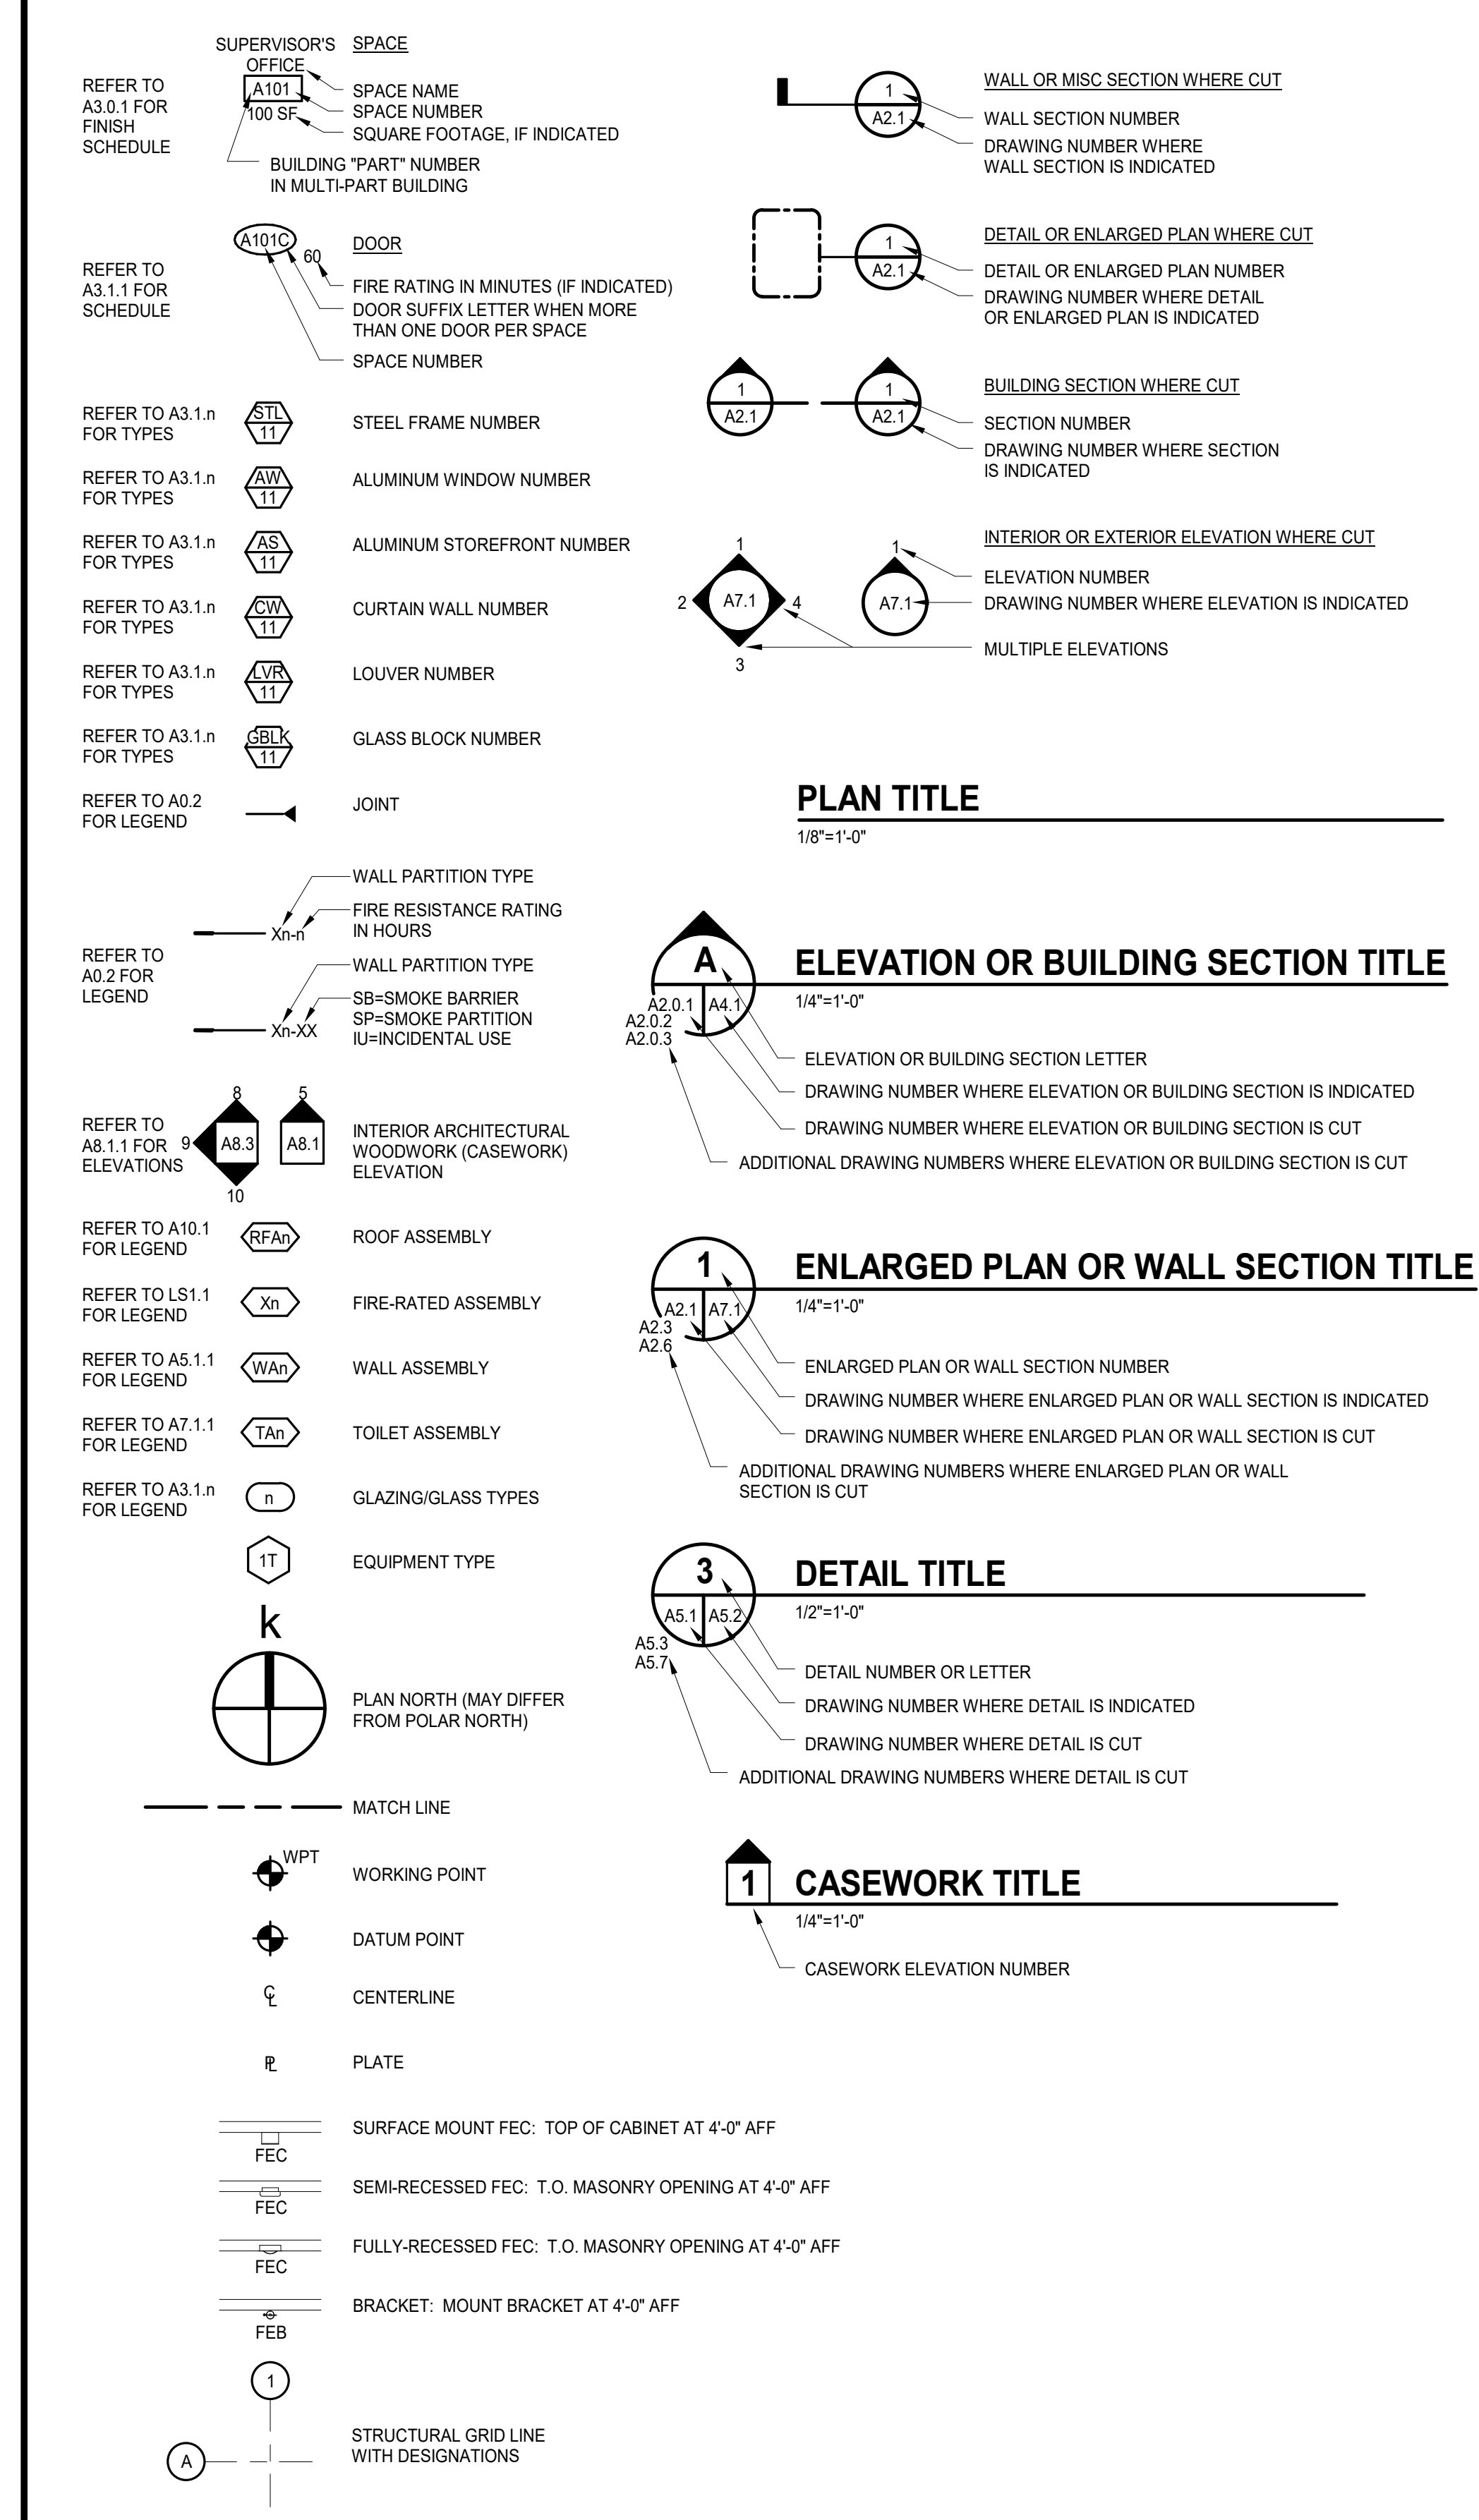 SUPERVISOR'S
OFFICE
SPACE
REFER TO
A3.0.1 FOR
FINISH
SCHEDULE
A101
100 SF
SPACE NAME
SPACE NUMBER
SQUARE FOOTAGE, IF INDICATED
BUILDING "PART" NUMBER
IN MULTI-PART BUILDING
REFER TO
A3.1.1 FOR
SCHEDULE
A101C
60
DOOR
FIRE RATING IN MINUTES (IF INDICATED)
DOOR SUFFIX LETTER WHEN MORE
THAN ONE DOOR PER SPACE
SPACE NUMBER
REFER TO A3.1.n
FOR TYPES
STL
11
STEEL FRAME NUMBER
REFER TO A3.1.n
FOR TYPES
AW
11
ALUMINUM WINDOW NUMBER
REFER TO A3.1.n
FOR TYPES
AS
11
ALUMINUM STOREFRONT NUMBER
REFER TO A3.1.n
FOR TYPES
CW
11
CURTAIN WALL NUMBER
REFER TO A3.1.n
FOR TYPES
LVR
11
LOUVER NUMBER
REFER TO A3.1.n
FOR TYPES
GBLK
11
GLASS BLOCK NUMBER
REFER TO A0.2
FOR LEGEND
JOINT
REFER TO
A0.2 FOR
LEGEND
WALL PARTITION TYPE
FIRE RESISTANCE RATING
IN HOURS
Xn-n
WALL PARTITION TYPE
SB=SMOKE BARRIER
SP=SMOKE PARTITION
IU=INCIDENTAL USE
Xn-XX
REFER TO
A8.1.1 FOR
ELEVATIONS
8
9
A8.3
10
5
A8.1
INTERIOR ARCHITECTURAL
WOODWORK (CASEWORK)
ELEVATION
REFER TO A10.1
FOR LEGEND
RFAn
ROOF ASSEMBLY
REFER TO LS1.1
FOR LEGEND
Xn
FIRE-RATED ASSEMBLY
REFER TO A5.1.1
FOR LEGEND
WAn
WALL ASSEMBLY
REFER TO A7.1.1
FOR LEGEND
TAn
TOILET ASSEMBLY
REFER TO A3.1.n
FOR LEGEND
n
GLAZING/GLASS TYPES
1T
EQUIPMENT TYPE
k
PLAN NORTH (MAY DIFFER
FROM POLAR NORTH)
MATCH LINE
WPT
WORKING POINT
DATUM POINT
CL
CENTERLINE
PL
PLATE
FEC
SURFACE MOUNT FEC: TOP OF CABINET AT 4'-0" AFF
FEC
SEMI-RECESSED FEC: T.O. MASONRY OPENING AT 4'-0" AFF
FEC
FULLY-RECESSED FEC: T.O. MASONRY OPENING AT 4'-0" AFF
FEB
BRACKET: MOUNT BRACKET AT 4'-0" AFF
1
A
STRUCTURAL GRID LINE
WITH DESIGNATIONS
1
A2.1
WALL OR MISC SECTION WHERE CUT
WALL SECTION NUMBER
DRAWING NUMBER WHERE
WALL SECTION IS INDICATED
1
A2.1
DETAIL OR ENLARGED PLAN WHERE CUT
DETAIL OR ENLARGED PLAN NUMBER
DRAWING NUMBER WHERE DETAIL
OR ENLARGED PLAN IS INDICATED
1
A2.1
1
A2.1
BUILDING SECTION WHERE CUT
SECTION NUMBER
DRAWING NUMBER WHERE SECTION
IS INDICATED
1
2
A7.1
4
3
1
A7.1
INTERIOR OR EXTERIOR ELEVATION WHERE CUT
ELEVATION NUMBER
DRAWING NUMBER WHERE ELEVATION IS INDICATED
MULTIPLE ELEVATIONS
PLAN TITLE
1/8"=1'-0"
A
A2.0.1
A4.1
A2.0.2
A2.0.3
ELEVATION OR BUILDING SECTION TITLE
1/4"=1'-0"
ELEVATION OR BUILDING SECTION LETTER
DRAWING NUMBER WHERE ELEVATION OR BUILDING SECTION IS INDICATED
DRAWING NUMBER WHERE ELEVATION OR BUILDING SECTION IS CUT
ADDITIONAL DRAWING NUMBERS WHERE ELEVATION OR BUILDING SECTION IS CUT
1
A2.1
A7.1
A2.3
A2.6
ENLARGED PLAN OR WALL SECTION TITLE
1/4"=1'-0"
ENLARGED PLAN OR WALL SECTION NUMBER
DRAWING NUMBER WHERE ENLARGED PLAN OR WALL SECTION IS INDICATED
DRAWING NUMBER WHERE ENLARGED PLAN OR WALL SECTION IS CUT
ADDITIONAL DRAWING NUMBERS WHERE ENLARGED PLAN OR WALL
SECTION IS CUT
3
A5.1
A5.2
A5.3
A5.7
DETAIL TITLE
1/2"=1'-0"
DETAIL NUMBER OR LETTER
DRAWING NUMBER WHERE DETAIL IS INDICATED
DRAWING NUMBER WHERE DETAIL IS CUT
ADDITIONAL DRAWING NUMBERS WHERE DETAIL IS CUT
1
CASEWORK TITLE
1/4"=1'-0"
CASEWORK ELEVATION NUMBER